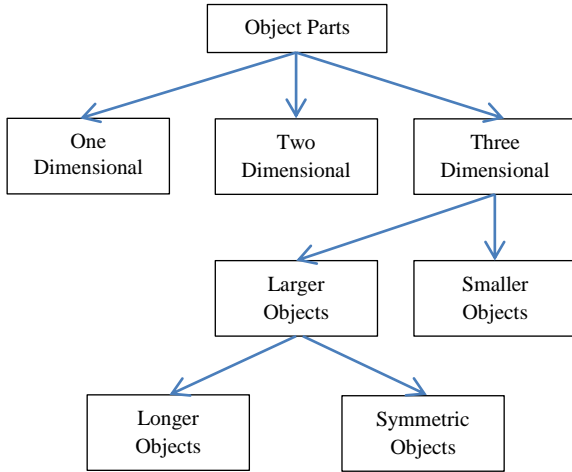 Object Parts
One
Dimensional
Two
Dimensional
Three
Dimensional
Larger
Objects
Smaller
Objects
Longer
Objects
Symmetric
Objects